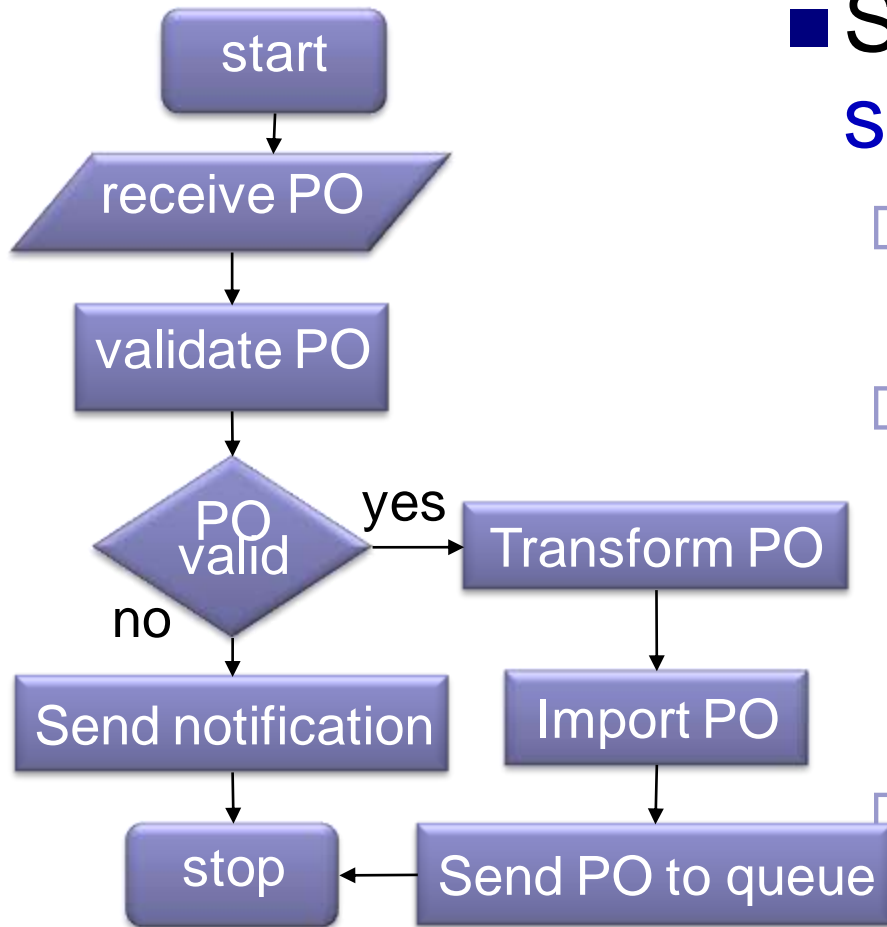 start
S
s
receive PO
validate PO
PO
valid
yes
no
Transform PO
Send notification
Import PO
stop
Send PO to queue